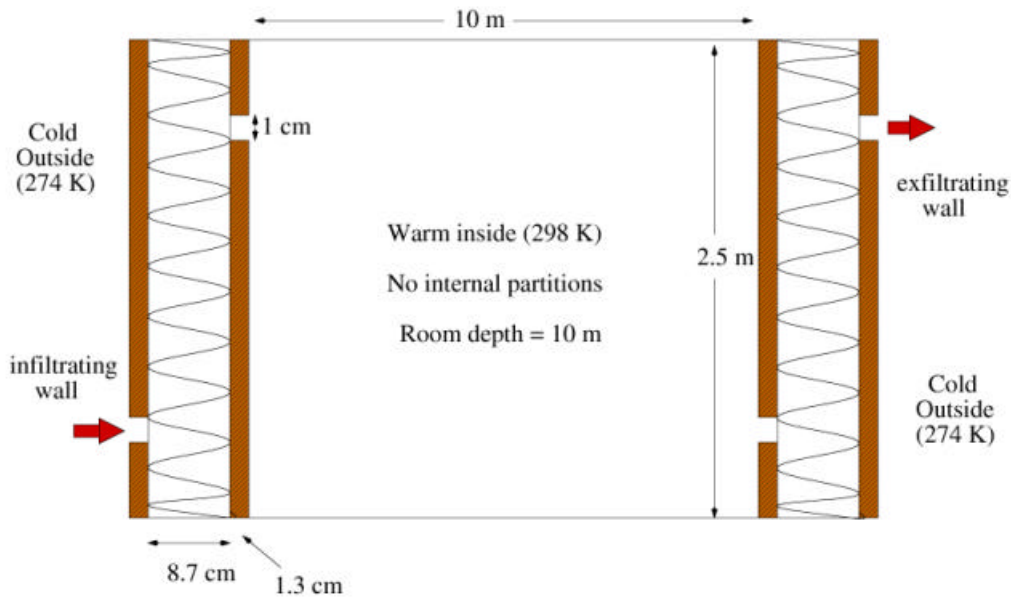 10 m
Cold
Outside
(274 K)
1 cm
exfiltrating
wall
Warm inside (298 K)
2.5 m
No internal partitions
Room depth = 10 m
infiltrating
wall
Cold
Outside
(274 K)
8.7 cm
1.3 cm